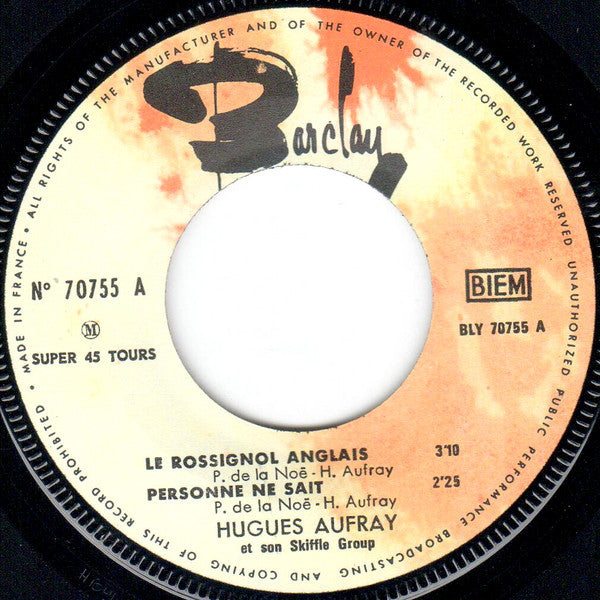 MADE IN FRANCE • ALL RIGHTS OF THE MANUFACTURER AND OF THE OWNER OF THE RECORDED WORK RESERVED UNAUTHORIZED PUBLIC PERFORMANCE BROADCASTING AND COPYING OF THIS RECORD PROHIBITED •
Barclay
N° 70755 A
BIEM
M
SUPER 45 TOURS
BLY 70755 A
LE ROSSIGNOL ANGLAIS 3'10
P. de la Noë - H. Aufray
PERSONNE NE SAIT 2'25
P. de la Noë - H. Aufray
HUGUES AUFRAY
et son Skiffle Group